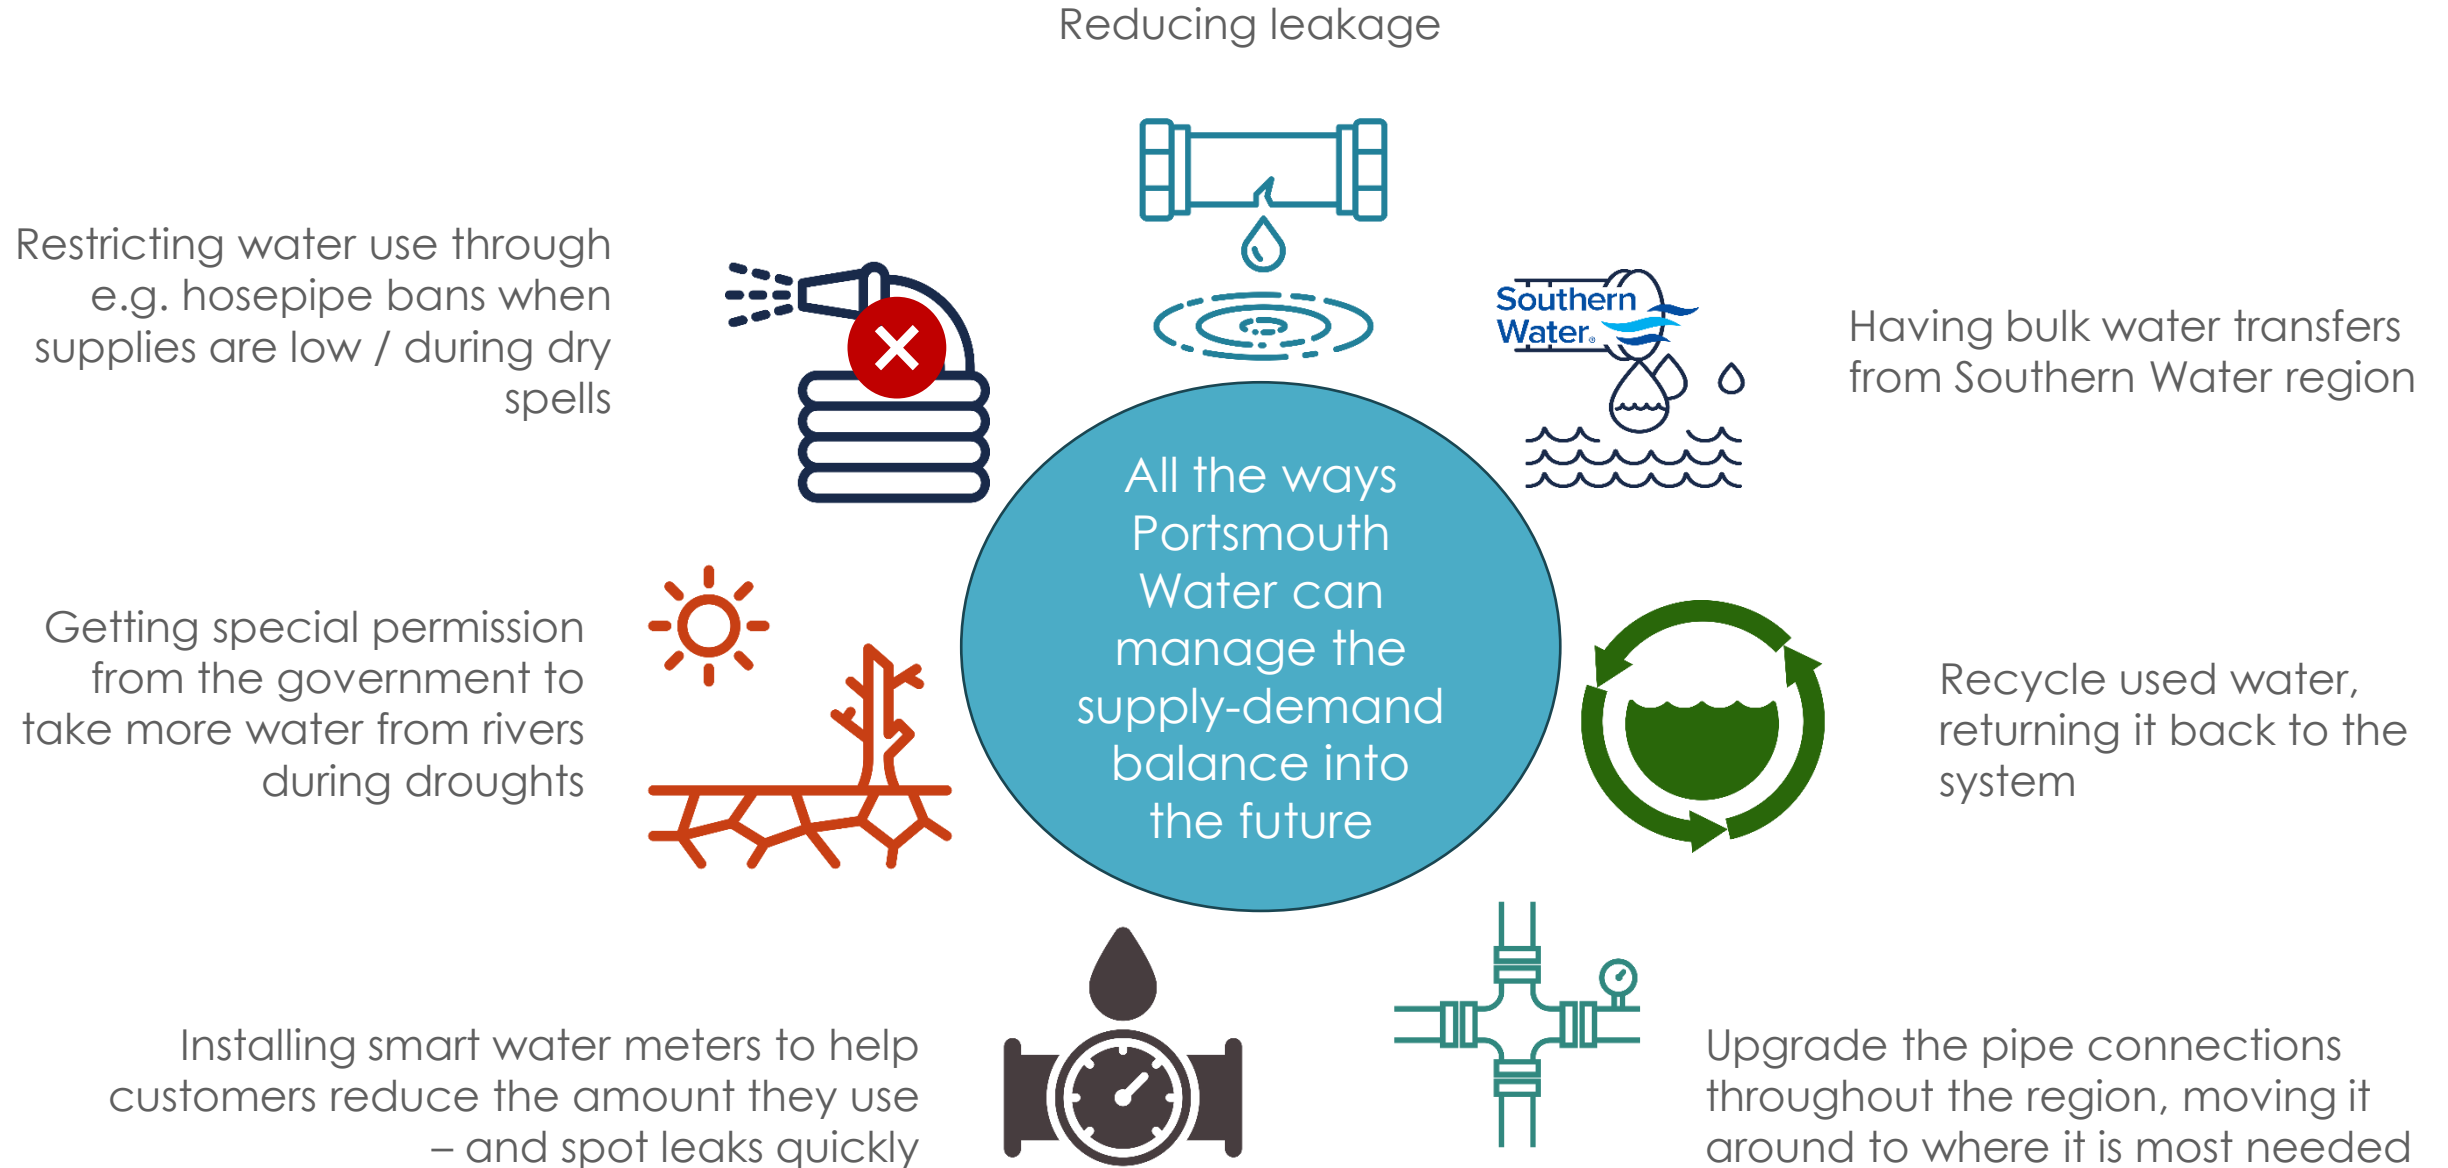 Reducing leakage
Restricting water use through
e.g. hosepipe bans when
supplies are low / during dry
spells
Southern
Water®
Having bulk water transfers
from Southern Water region
All the ways
Portsmouth
Water can
manage the
supply-demand
balance into
the future
Getting special permission
from the government to
take more water from rivers
during droughts
Recycle used water,
returning it back to the
system
Installing smart water meters to help
customers reduce the amount they use
– and spot leaks quickly
Upgrade the pipe connections
throughout the region, moving it
around to where it is most needed